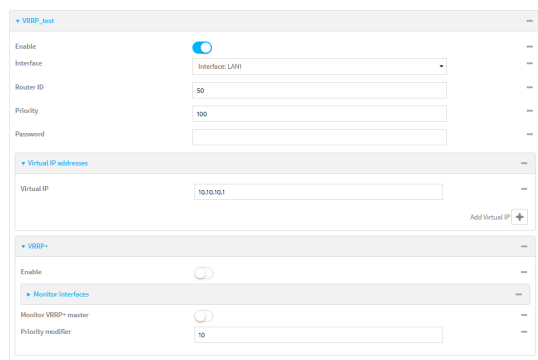 VRRP_test
Enable
Interface
Interface: LAN1
Router ID
50
Priority
100
Password
Virtual IP addresses
Virtual IP
10.10.10.1
Add Virtual IP
VRRP+
Enable
Monitor interfaces
Monitor VRRP+ master
Priority modifier
10